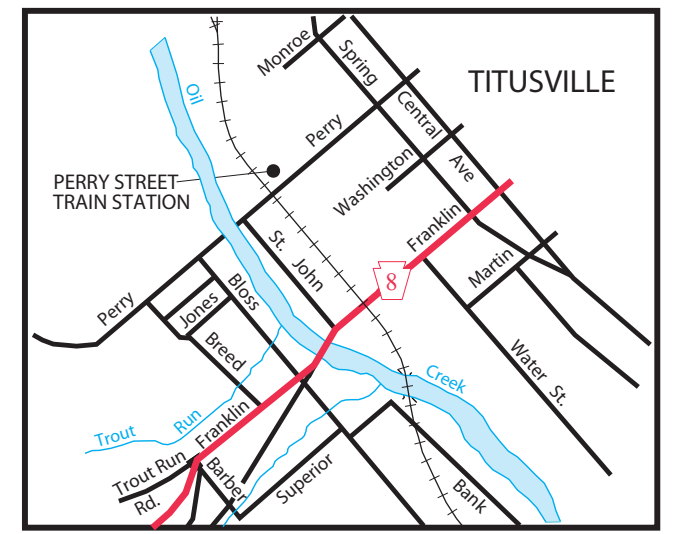 Monroe
Spring
TITUSVILLE
Oil
Central
Perry
Ave
Washington
PERRY STREET
TRAIN STATION
Franklin
St. John
Martin
8
Bloss
Jones
Perry
Breed
Water St.
Creek
Trout Run
Franklin
Trout Run
Rd.
Barber
Superior
Bank